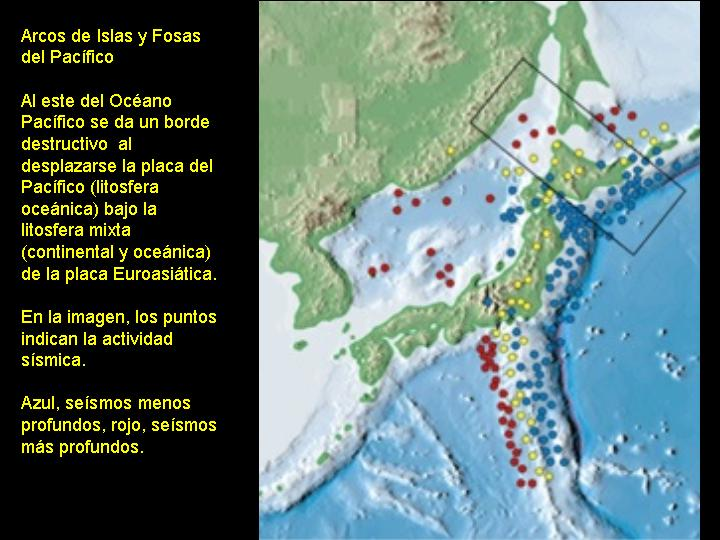 Arcos de Islas y Fosas
del Pacífico
Al este del Océano
Pacífico se da un borde
destructivo al
desplazarse la placa del
Pacífico (litosfera
oceánica) bajo la
litosfera mixta
(continental y oceánica)
de la placa Euroasiática.
En la imagen, los puntos
indican la actividad
sísmica.
Azul, seísmos menos
profundos, rojo, seísmos
más profundos.